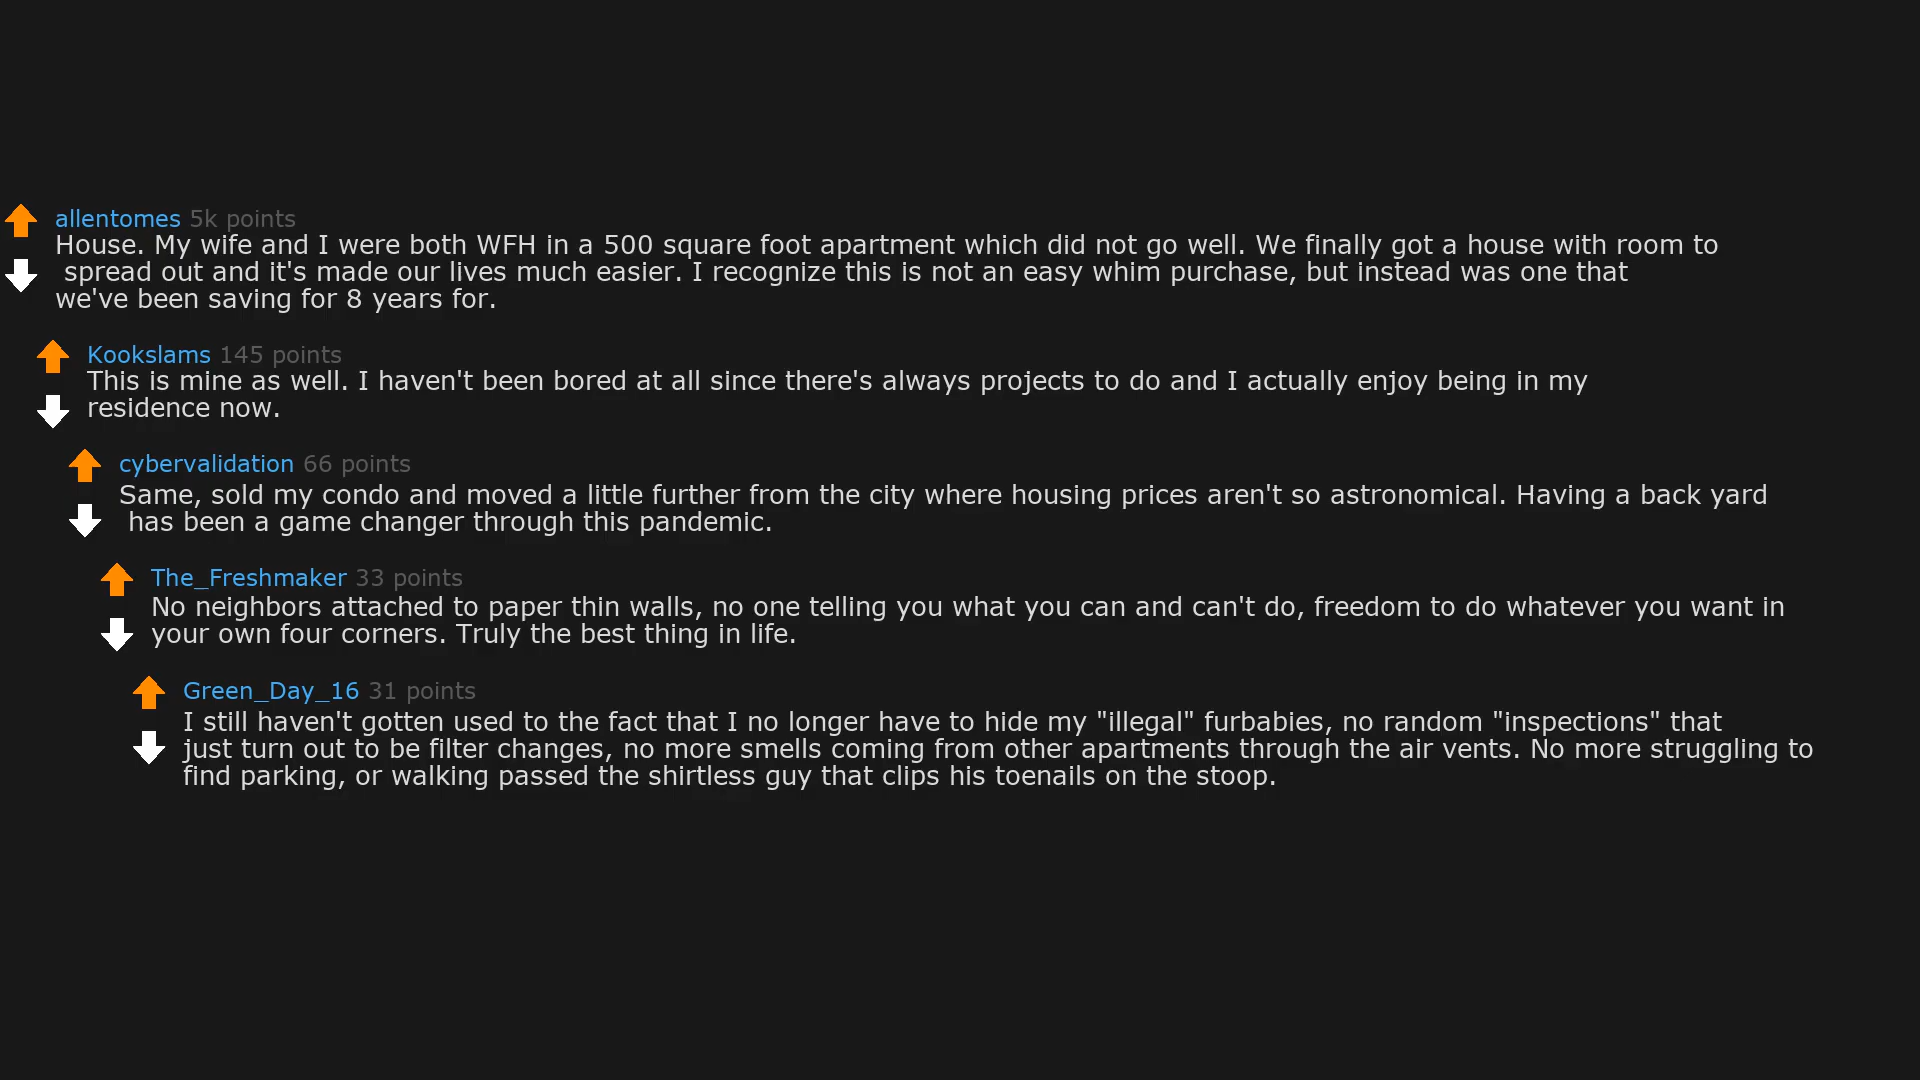 allentomes 5k points
House. My wife and I were both WFH in a 500 square foot apartment which did not go well. We finally got a house with room to
spread out and it's made our lives much easier. I recognize this is not an easy whim purchase, but instead was one that
we've been saving for 8 years for.
Kookslams 145 points
This is mine as well. I haven't been bored at all since there's always projects to do and I actually enjoy being in my
residence now.
cybervalidation 66 points
Same, sold my condo and moved a little further from the city where housing prices aren't so astronomical. Having a back yard
has been a game changer through this pandemic.
The_Freshmaker 33 points
No neighbors attached to paper thin walls, no one telling you what you can and can't do, freedom to do whatever you want in
your own four corners. Truly the best thing in life.
Green_Day_16 31 points
I still haven't gotten used to the fact that I no longer have to hide my "illegal" furbabies, no random "inspections" that
just turn out to be filter changes, no more smells coming from other apartments through the air vents. No more struggling to
find parking, or walking passed the shirtless guy that clips his toenails on the stoop.